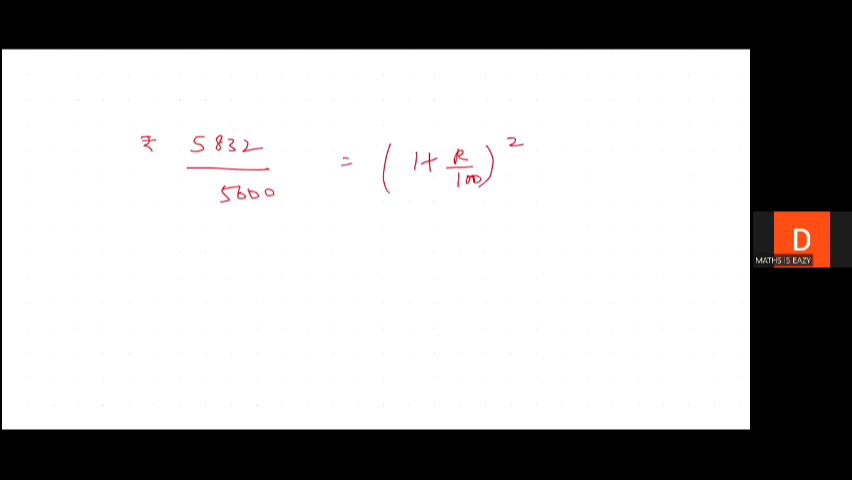 ₹ 5832/5000 = (1+ R/100)²
D
MATHS IS EAZY